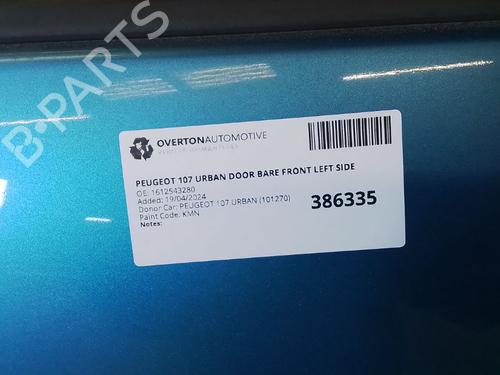 B-PARTS
OVERTONAUTOMOTIVE
PEUGEOT 107 URBAN DOOR BARE FRONT LEFT SIDE
OE: 1612543280
Added: 19/04/2024
Donor Car: PEUGEOT 107 URBAN (101270)
Paint Code: KMN
Notes:
386335